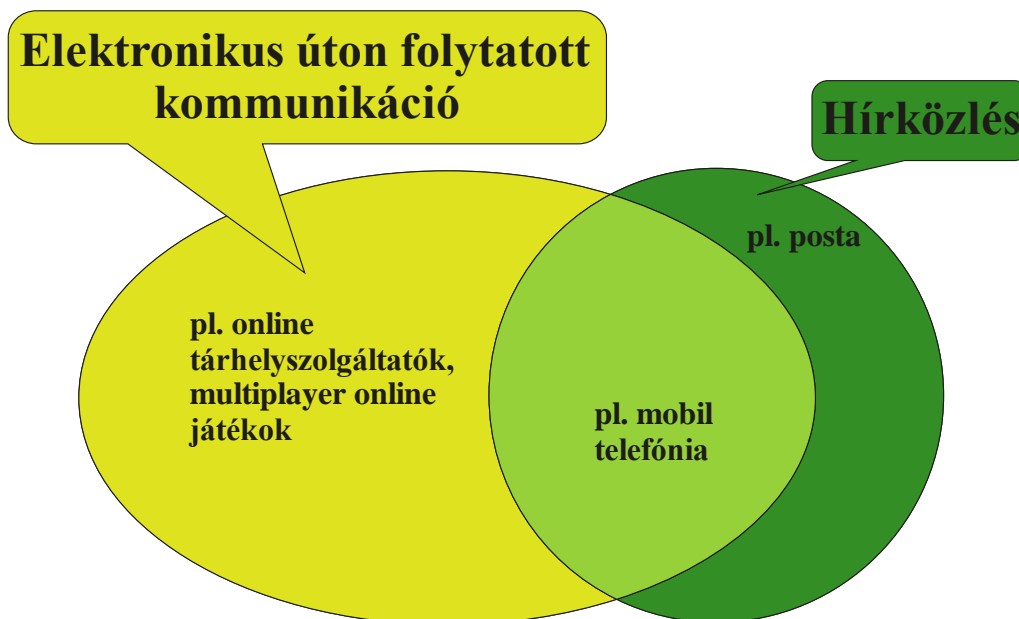 Elektronikus úton folytatott
kommunikáció
Hírközlés
pl. posta
pl. online
tárhelyszolgáltatók,
multiplayer online
játékok
pl. mobil
telefónia